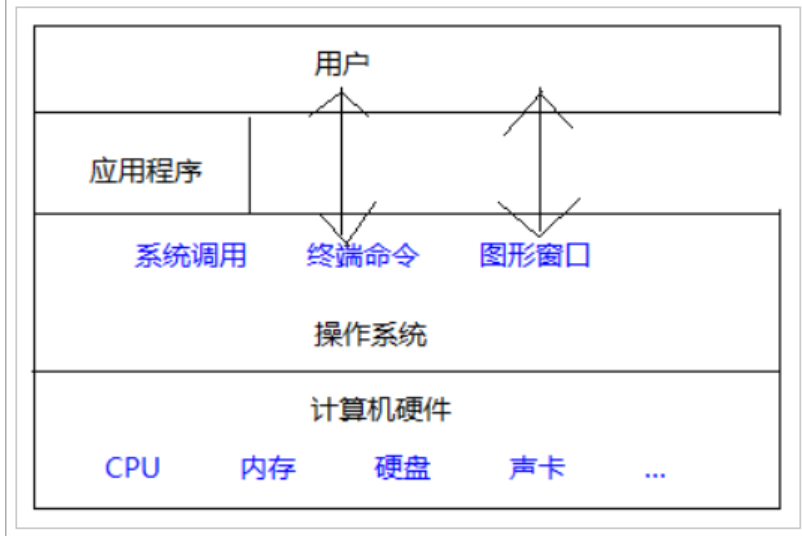 用户
应用程序
系统调用 终端命令 图形窗口
操作系统
计算机硬件
CPU 内存 硬盘 声卡 ...